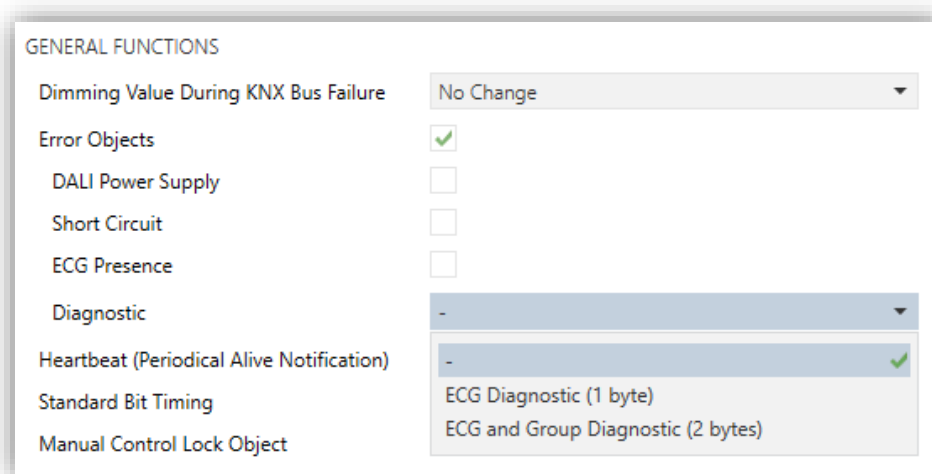 GENERAL FUNCTIONS
Dimming Value During KNX Bus Failure No Change
Error Objects
DALI Power Supply
Short Circuit
ECG Presence
Diagnostic -
Heartbeat (Periodical Alive Notification) -
Standard Bit Timing ECG Diagnostic (1 byte)
ECG and Group Diagnostic (2 bytes)
Manual Control Lock Object